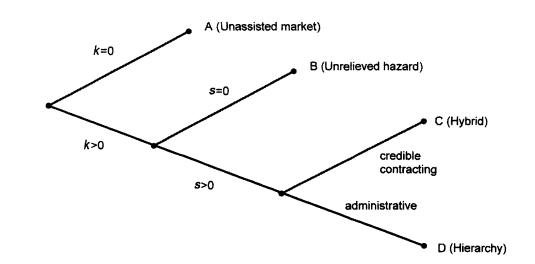 A (Unassisted market)
k=0
B (Unrelieved hazard)
s=0
C (Hybrid)
k>0
credible
contracting
s>0
administrative
D (Hierarchy)